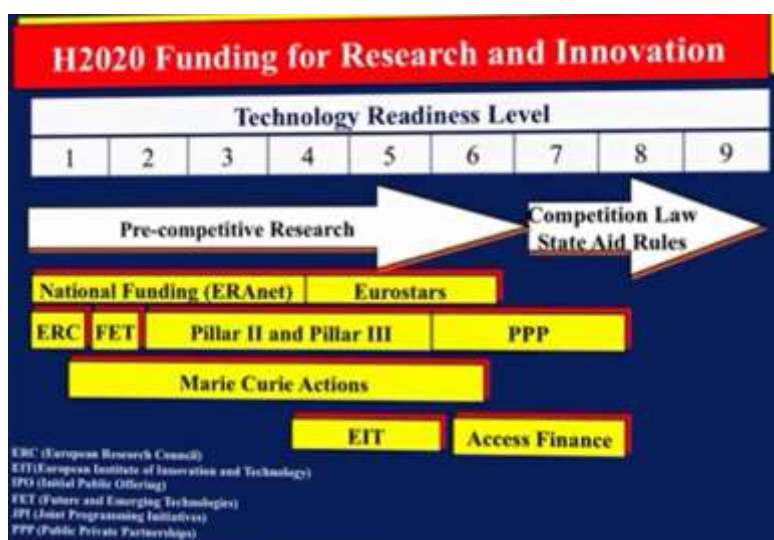 H2020 Funding for Research and Innovation
Technology Readiness Level
1 2 3 4 5 6 7 8 9
Pre-competitive Research
Competition Law
State Aid Rules
National Funding (ERAnet) Eurostars
ERC FET Pillar II and Pillar III PPP
Marie Curie Actions
EIT Access Finance
ERC (European Research Council)
EIT(European Institute of Innovation and Technology)
IPO (Initial Public Offering)
FET (Future and Emerging Technologies)
JPI (Joint Programming Initiatives)
PPP (Public Private Partnerships)